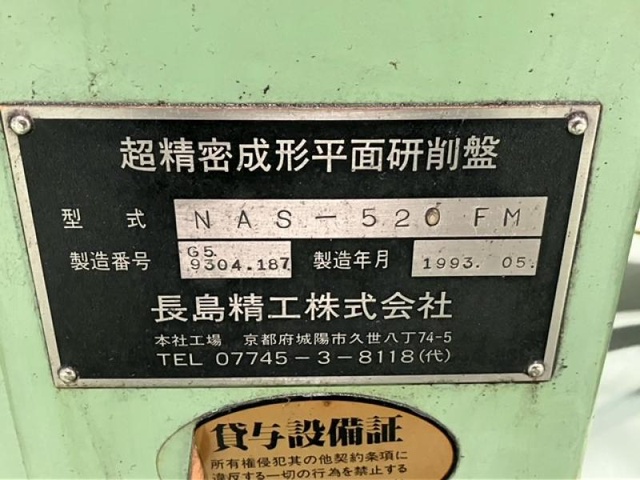 超精密成形平面研削盤
型式 NAS-520FM
製造番号 G5. 9304.187 製造年月 1993.05.
長島精工株式会社
本社工場 京都府城陽市久世八丁74-5
TEL 07745-3-8118(代)
貸与設備証
所有権侵犯其の他契約条項に
違反する一切の行為を禁止する